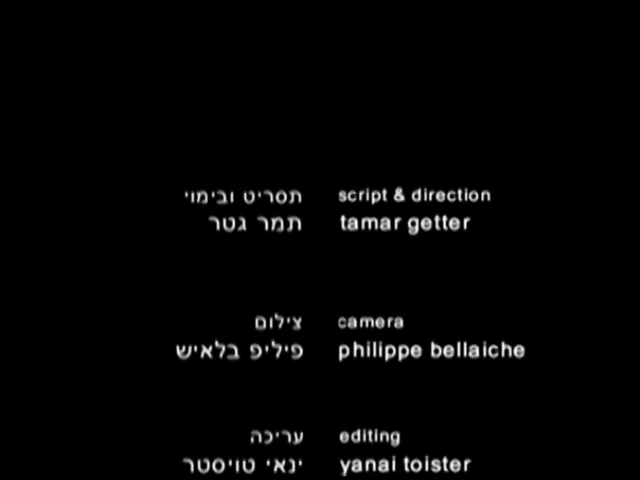 תסריט ובימוי script & direction
תמר גטר tamar getter
צילום camera
פיליפ בלאיש philippe bellaiche
עריכה editing
ינאי טויסטר yanai toister